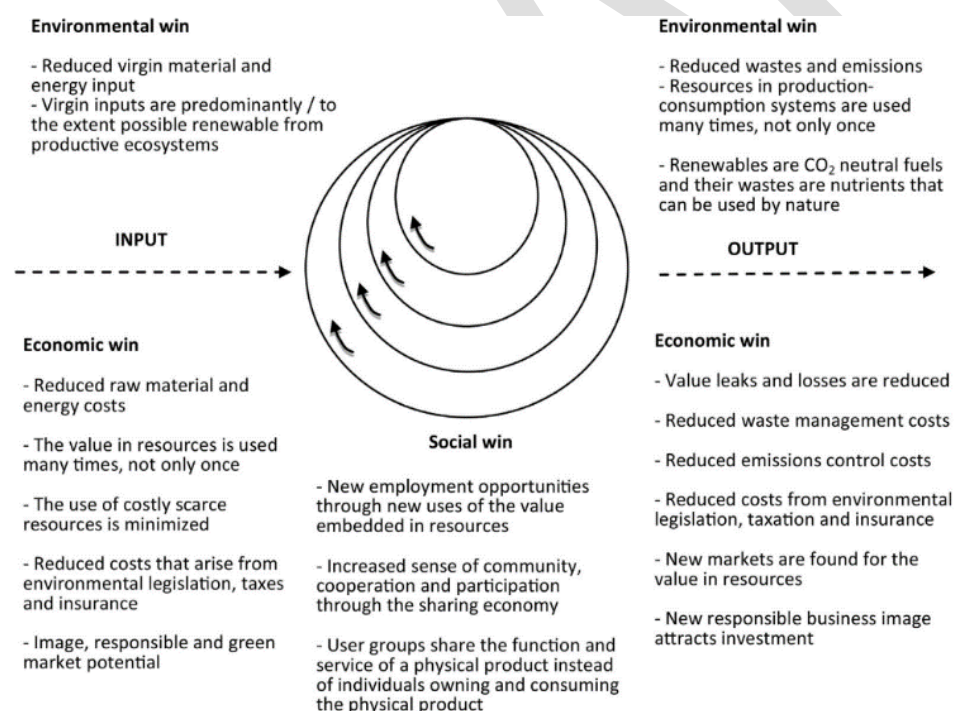 Environmental win
- Reduced virgin material and
energy input
- Virgin inputs are predominantly / to
the extent possible renewable from
productive ecosystems
INPUT
Economic win
- Reduced raw material and
energy costs
- The value in resources is used
many times, not only once
- The use of costly scarce
resources is minimized
- Reduced costs that arise from
environmental legislation, taxes
and insurance
- Image, responsible and green
market potential
Social win
- New employment opportunities
through new uses of the value
embedded in resources
- Increased sense of community,
cooperation and participation
through the sharing economy
- User groups share the function and
service of a physical product instead
of individuals owning and consuming
the physical product
Environmental win
- Reduced wastes and emissions
- Resources in production-
consumption systems are used
many times, not only once
- Renewables are CO₂ neutral fuels
and their wastes are nutrients that
can be used by nature
OUTPUT
Economic win
- Value leaks and losses are reduced
- Reduced waste management costs
- Reduced emissions control costs
- Reduced costs from environmental
legislation, taxation and insurance
- New markets are found for the
value in resources
- New responsible business image
attracts investment